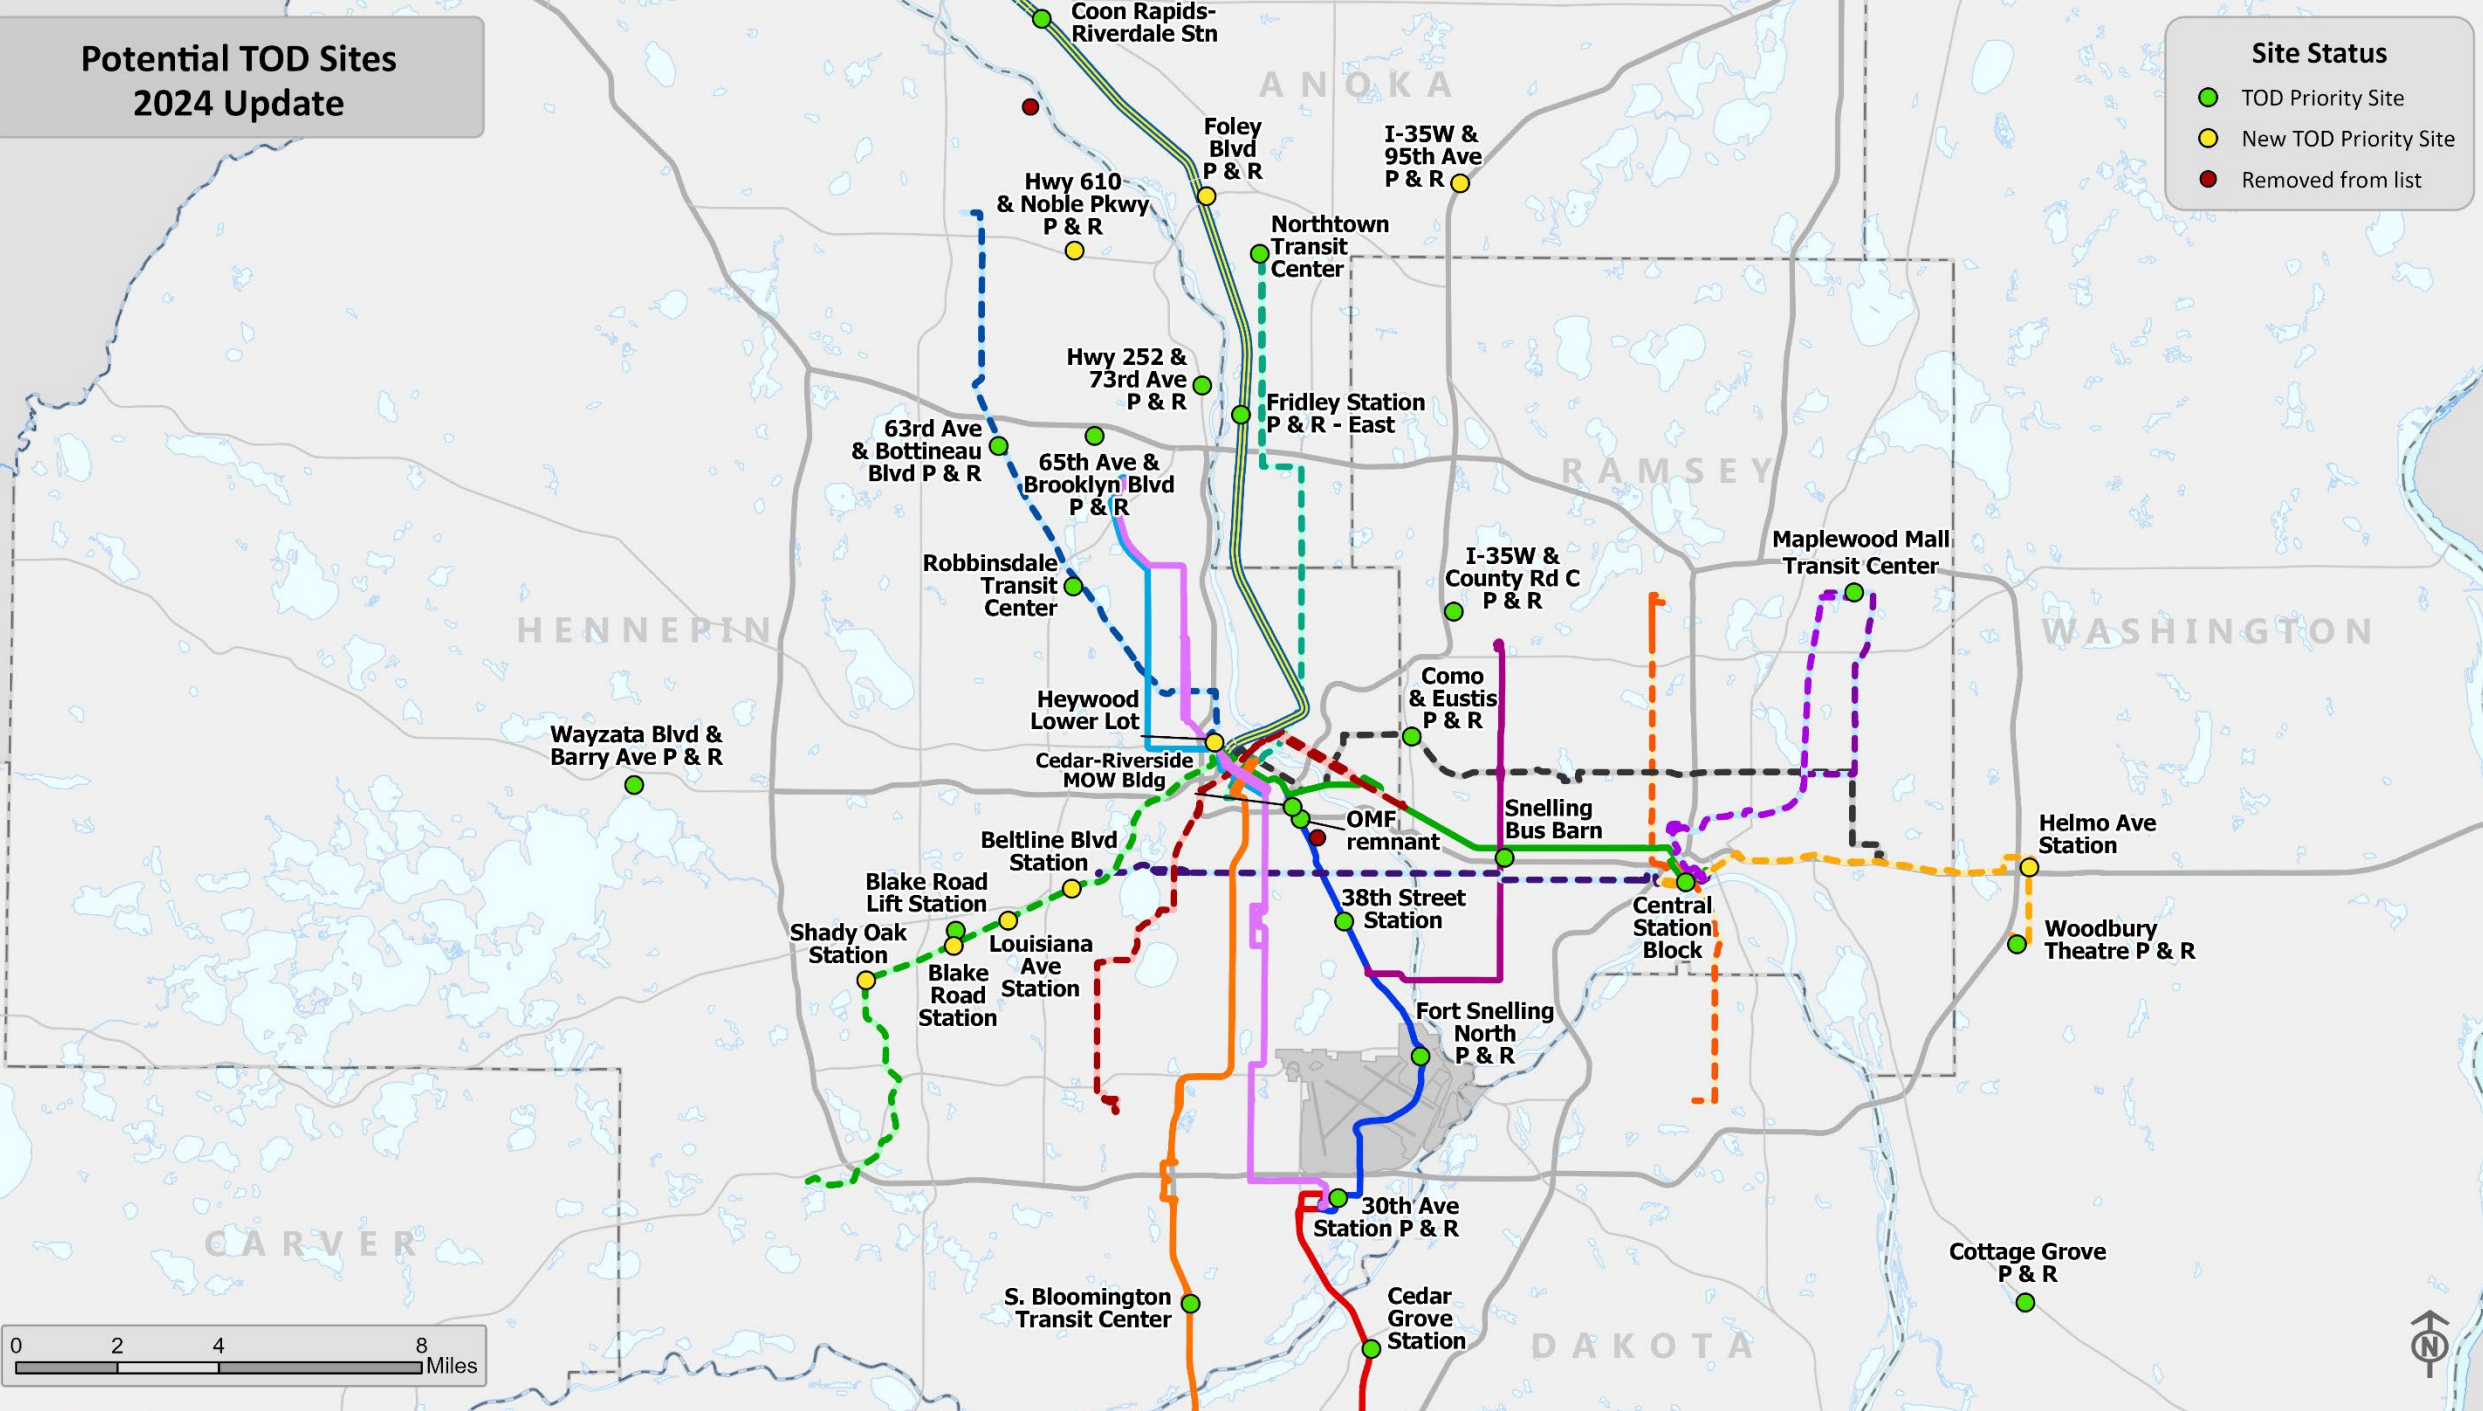 Potential TOD Sites
2024 Update
Site Status
TOD Priority Site
New TOD Priority Site
Removed from list
Coon Rapids-
Riverdale Stn
ANOKA
Foley
Blvd
P & R
I-35W &
95th Ave
P & R
Hwy 610
& Noble Pkwy
P & R
Northtown
Transit
Center
Hwy 252 &
73rd Ave
P & R
Fridley Station
P & R - East
63rd Ave
& Bottineau
Blvd P & R
65th Ave &
Brooklyn Blvd
P & R
RAMSEY
Robbinsdale
Transit
Center
I-35W &
County Rd C
P & R
Maplewood Mall
Transit Center
HENNEPIN
WASHINGTON
Como
& Eustis
P & R
Heywood
Lower Lot
Wayzata Blvd &
Barry Ave P & R
Cedar-Riverside
MOW Bldg
OMF
remnant
Snelling
Bus Barn
Helmo Ave
Station
Beltline Blvd
Station
Blake Road
Lift Station
Shady Oak
Station
Louisiana
Ave
Station
Blake
Road
Station
38th Street
Station
Central
Station
Block
Woodbury
Theatre P & R
Fort Snelling
North
P & R
30th Ave
Station P & R
CARVER
S. Bloomington
Transit Center
Cedar
Grove
Station
DAKOTA
Cottage Grove
P & R
0 2 4 8
Miles
N